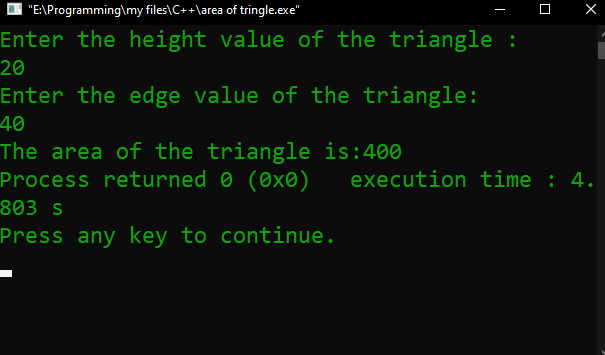 "E:\Programming\my files\C++\area of tringle.exe"
Enter the height value of the triangle :
20
Enter the edge value of the triangle:
40
The area of the triangle is:400
Process returned 0 (0x0)   execution time : 4.
803 s
Press any key to continue.